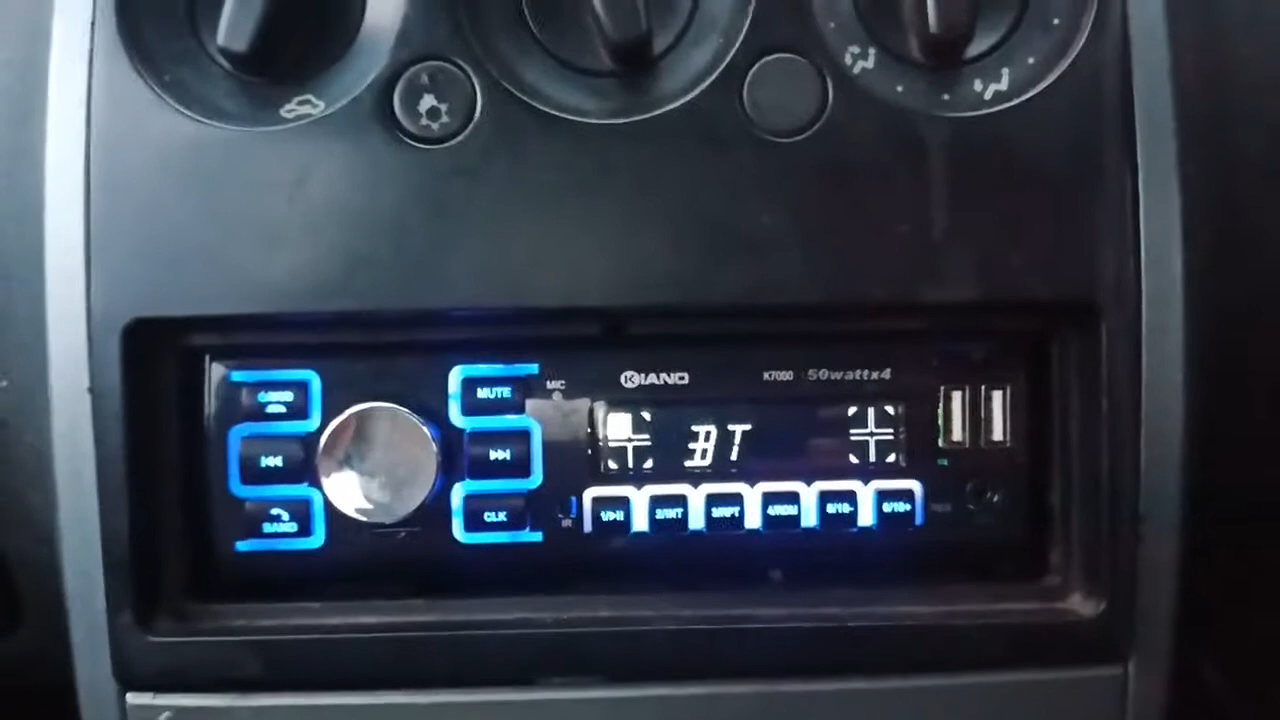 KIANO
K7000 50wattx4
MIC
MUTE
BT
1/▷II 2/INT 3/RPT 4/RDM 5/10- 6/10+
CLK
BAND
IR